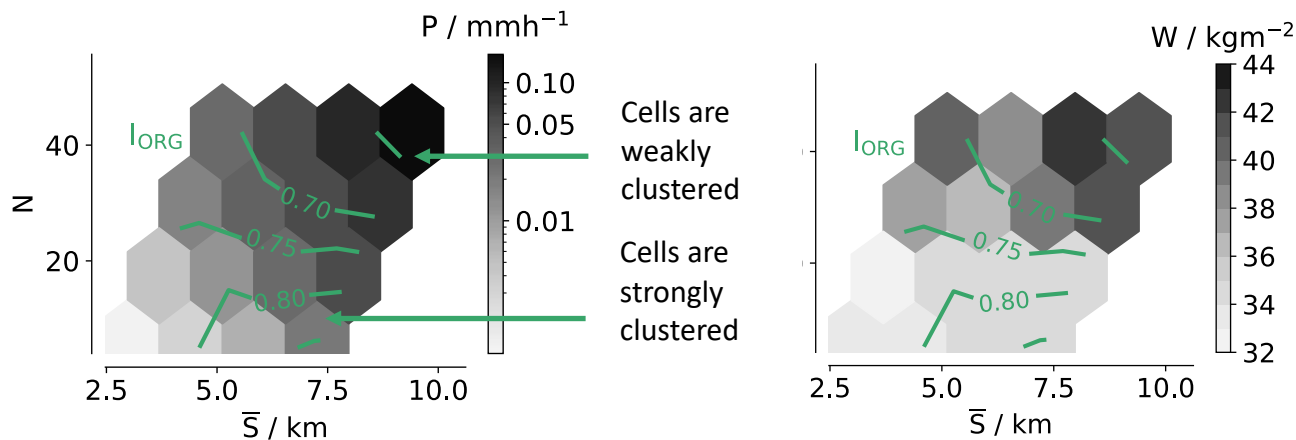 P / mmh⁻¹
0.10
0.05
0.01
40
20
N
I_ORG
0.70
0.75
0.80
2.5 5.0 7.5 10.0
S̅ / km
Cells are
weakly
clustered
Cells are
strongly
clustered
W / kgm⁻²
44
42
40
38
36
34
32
I_ORG
0.70
0.75
0.80
2.5 5.0 7.5 10.0
S̅ / km